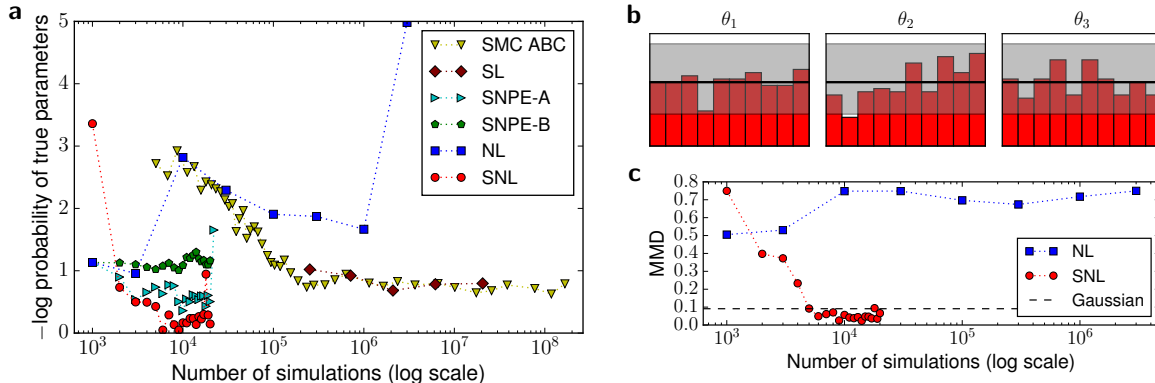 a
−log probability of true parameters
5
4
3
2
1
0
10³ 10⁴ 10⁵ 10⁶ 10⁷ 10⁸
Number of simulations (log scale)
SMC ABC
SL
SNPE-A
SNPE-B
NL
SNL
b
θ₁ θ₂ θ₃
c
MMD
0.8
0.7
0.6
0.5
0.4
0.3
0.2
0.1
0.0
10³ 10⁴ 10⁵ 10⁶
Number of simulations (log scale)
NL
SNL
Gaussian